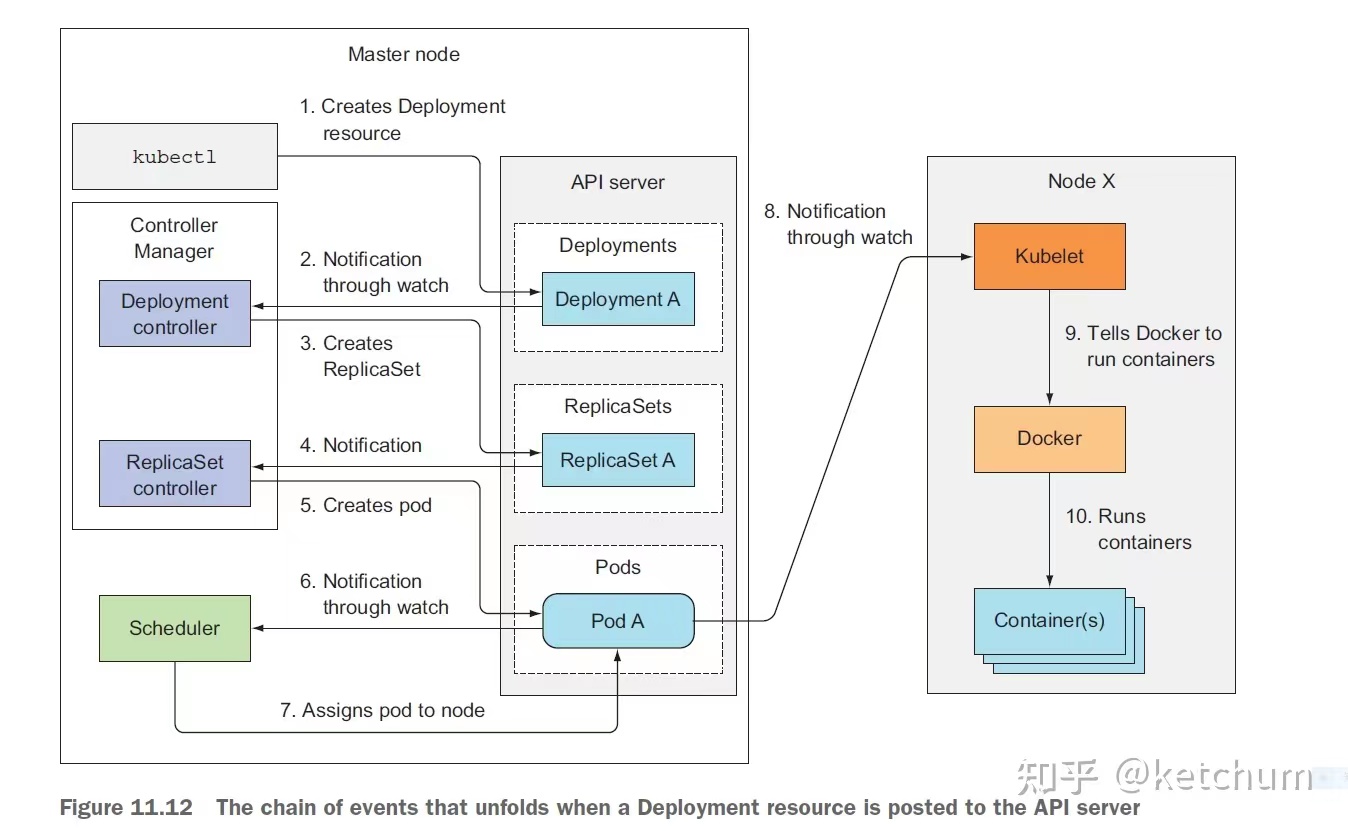 Master node
1. Creates Deployment
resource
kubectl
API server
Controller
Manager
Deployments
2. Notification
through watch
Deployment
controller
Deployment A
3. Creates
ReplicaSet
ReplicaSets
4. Notification
ReplicaSet
controller
ReplicaSet A
5. Creates pod
Pods
6. Notification
through watch
Scheduler
Pod A
7. Assigns pod to node
8. Notification
through watch
Node X
Kubelet
9. Tells Docker to
run containers
Docker
10. Runs
containers
Container(s)
知乎 @ketchum
Figure 11.12 The chain of events that unfolds when a Deployment resource is posted to the API server